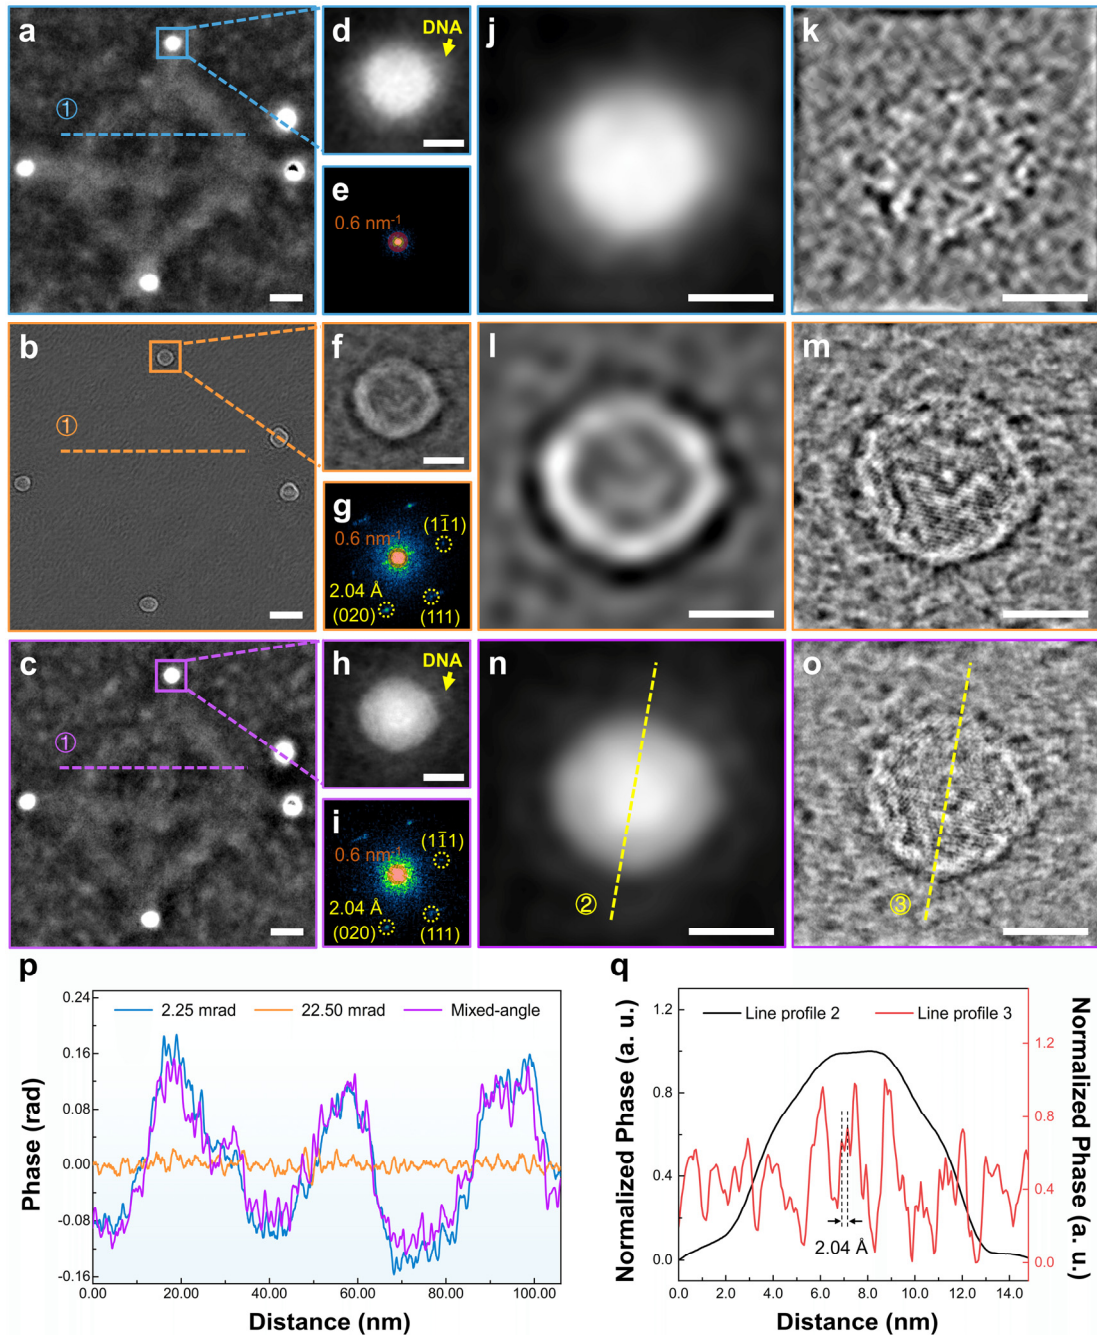 a
①
d
DNA
j
k
e
0.6 nm⁻¹
b
①
f
l
m
g
(11̅1)
0.6 nm⁻¹
2.04 Å
(020)
(111)
c
①
h
DNA
n
②
o
③
i
(11̅1)
0.6 nm⁻¹
2.04 Å
(020)
(111)
p
2.25 mrad
22.50 mrad
Mixed-angle
Phase (rad)
0.24
0.16
0.08
0.00
-0.08
-0.16
0.00 20.00 40.00 60.00 80.00 100.00
Distance (nm)
q
Line profile 2
Line profile 3
Normalized Phase (a. u.)
1.2
0.8
0.4
0.0
2.04 Å
1.2
0.8
0.4
0.0
Normalized Phase (a. u.)
0.0 2.0 4.0 6.0 8.0 10.0 12.0 14.0
Distance (nm)